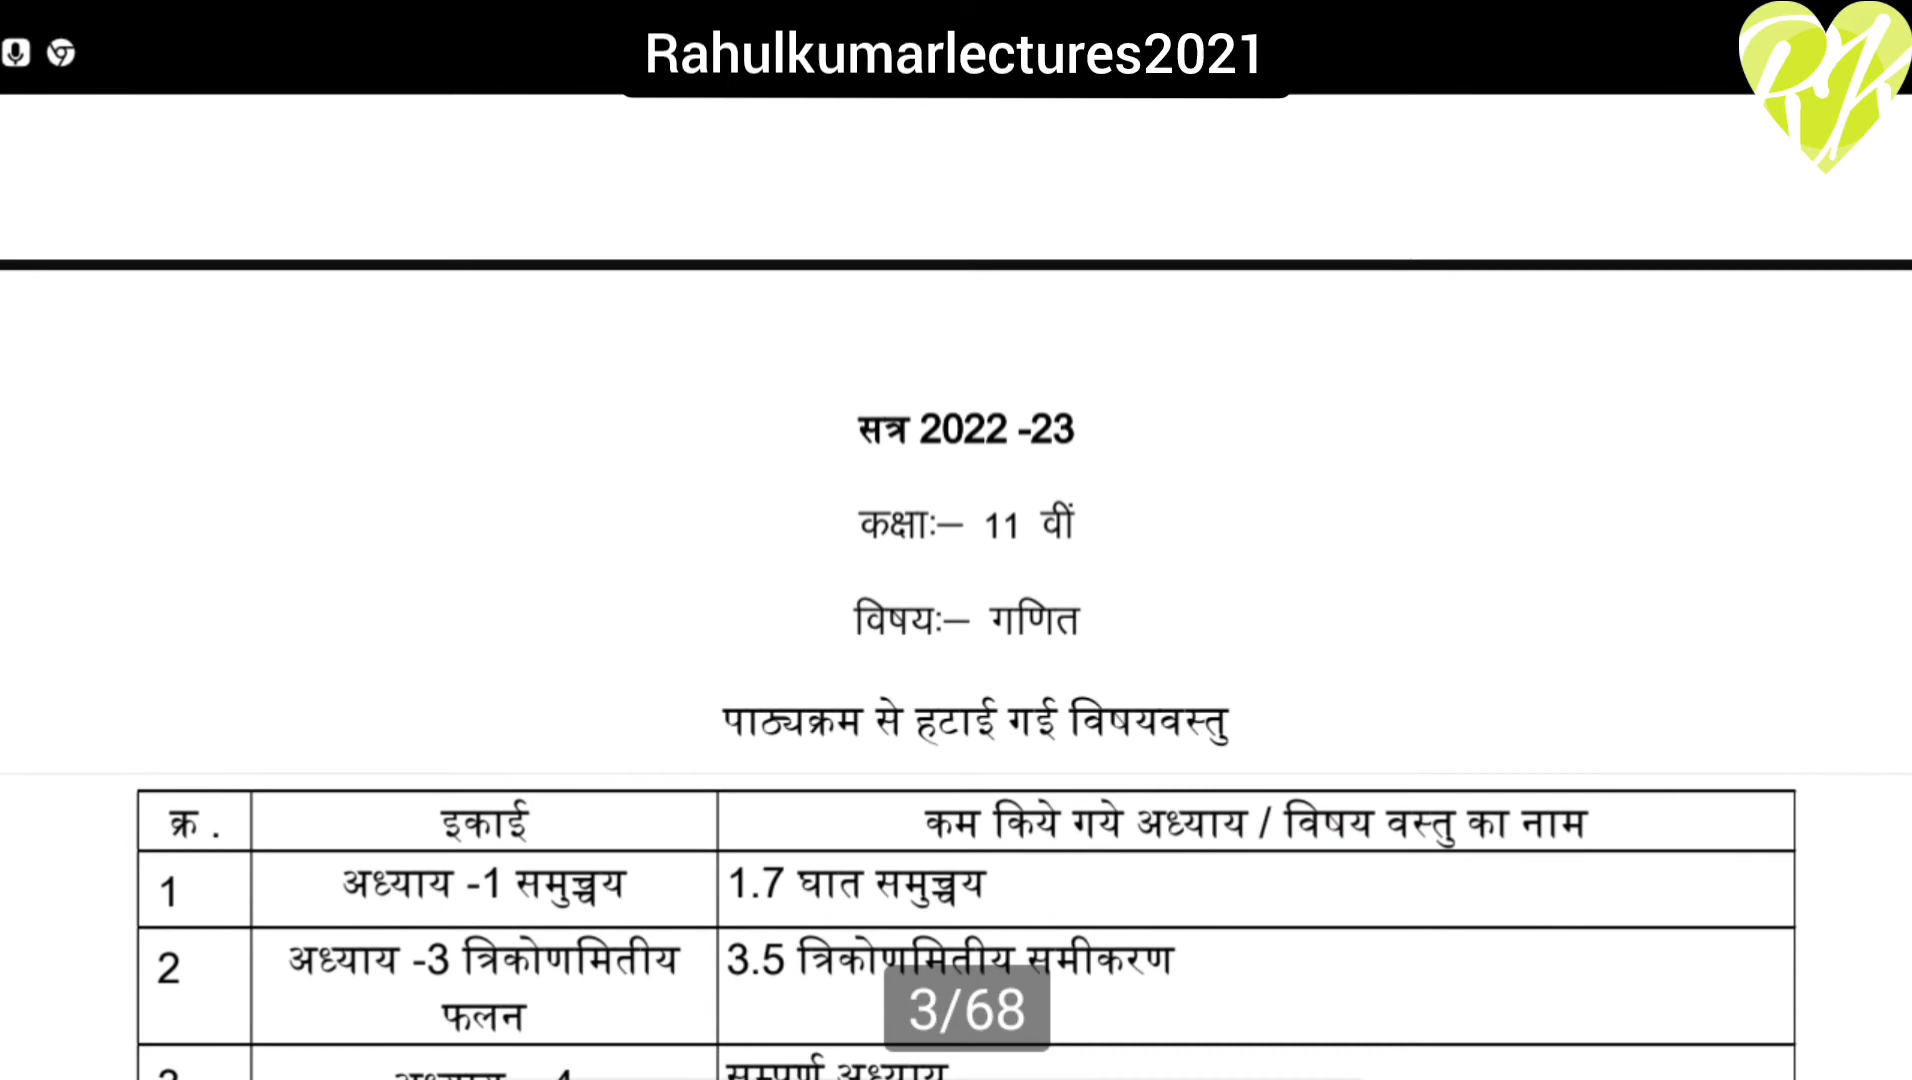 Rahulkumarlectures2021
RK
सत्र 2022 -23
कक्षाः— 11 वीं
विषयः— गणित
पाठ्यक्रम से हटाई गई विषयवस्तु
क्र . इकाई कम किये गये अध्याय / विषय वस्तु का नाम
1 अध्याय -1 समुच्चय 1.7 घात समुच्चय
2 अध्याय -3 त्रिकोणमितीय 3.5 त्रिकोणमितीय समीकरण
फलन
3/68